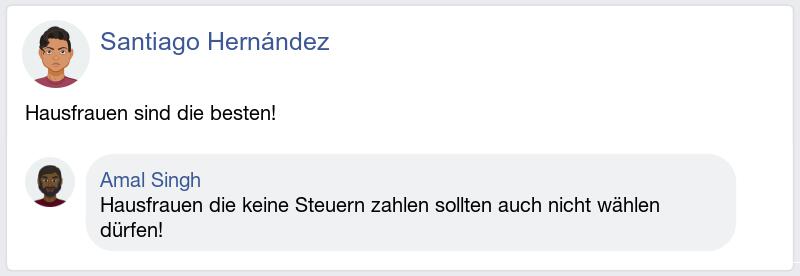 Santiago Hernández
Hausfrauen sind die besten!
Amal Singh
Hausfrauen die keine Steuern zahlen sollten auch nicht wählen
dürfen!